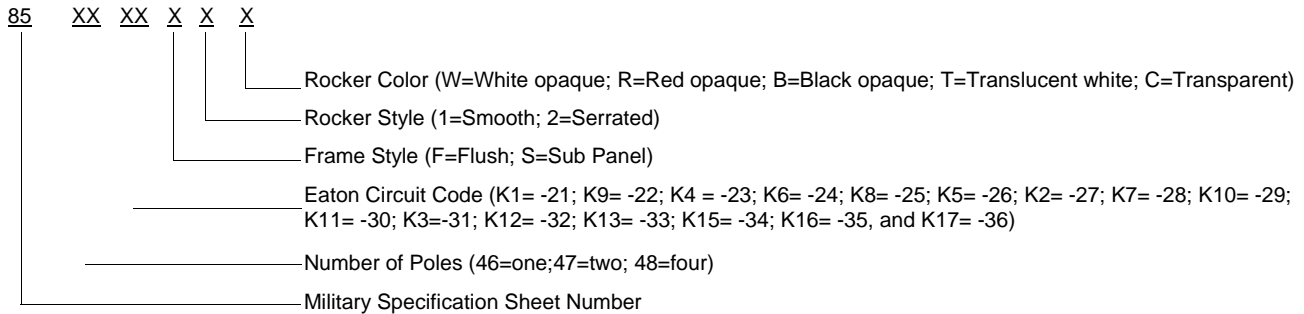 85 XX XX X X X
Rocker Color (W=White opaque; R=Red opaque; B=Black opaque; T=Translucent white; C=Transparent)
Rocker Style (1=Smooth; 2=Serrated)
Frame Style (F=Flush; S=Sub Panel)
Eaton Circuit Code (K1= -21; K9= -22; K4 = -23; K6= -24; K8= -25; K5= -26; K2= -27; K7= -28; K10= -29;
K11= -30; K3=-31; K12= -32; K13= -33; K15= -34; K16= -35, and K17= -36)
Number of Poles (46=one;47=two; 48=four)
Military Specification Sheet Number